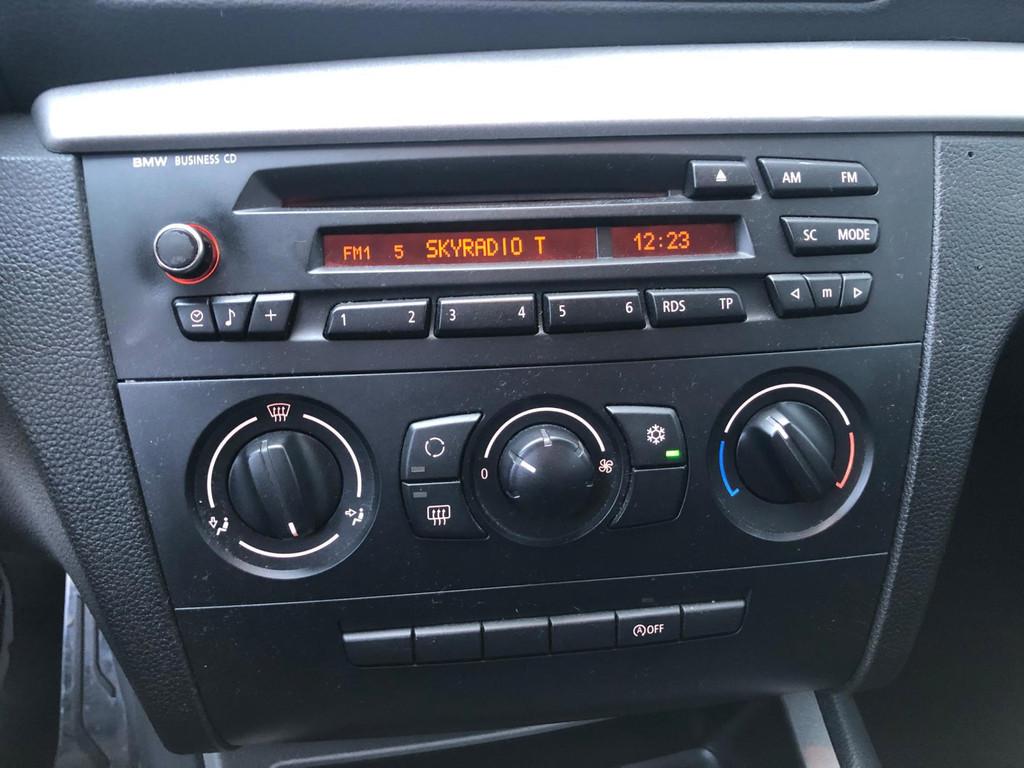 BMW BUSINESS CD
AM FM
FM1 5 SKYRADIO T 12:23
SC MODE
1 2 3 4 5 6 RDS TP m
0
OFF